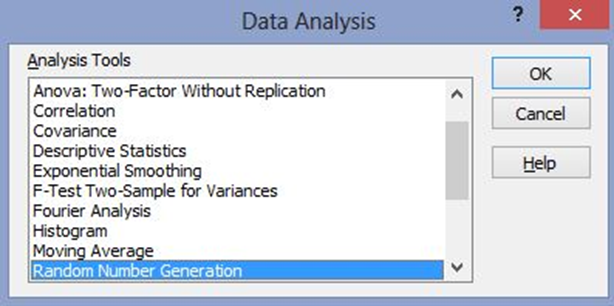 Data Analysis
?
Analysis Tools
Anova: Two-Factor Without Replication
Correlation
Covariance
Descriptive Statistics
Exponential Smoothing
F-Test Two-Sample for Variances
Fourier Analysis
Histogram
Moving Average
Random Number Generation
OK
Cancel
Help